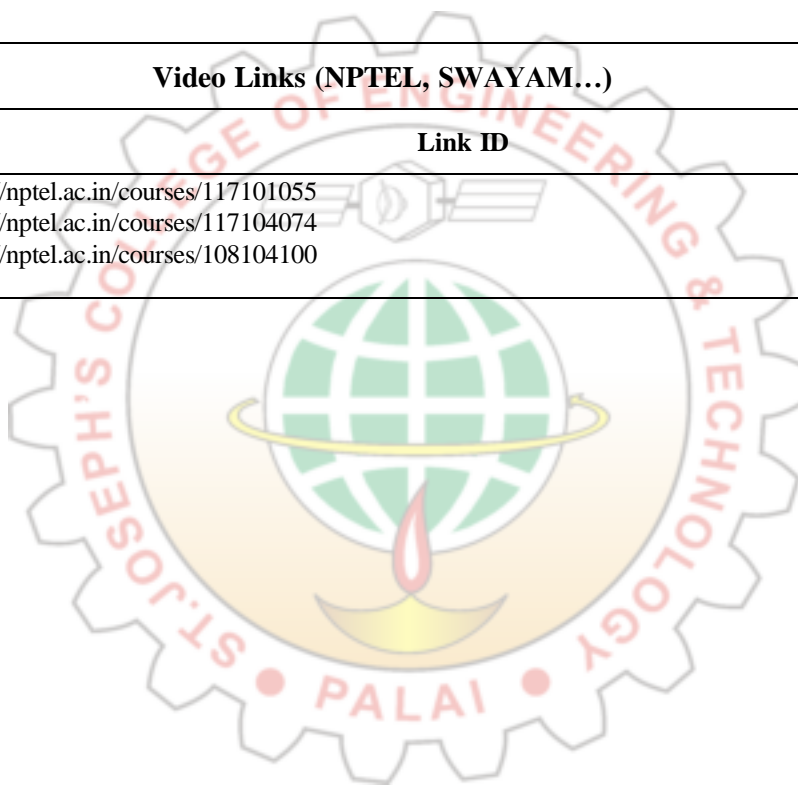 Video Links (NPTEL, SWAYAM…)
Link ID
/nptel.ac.in/courses/117101055
/nptel.ac.in/courses/117104074
/nptel.ac.in/courses/108104100
ST.JOSEPH'S COLLEGE OF ENGINEERING & TECHNOLOGY
PALAI